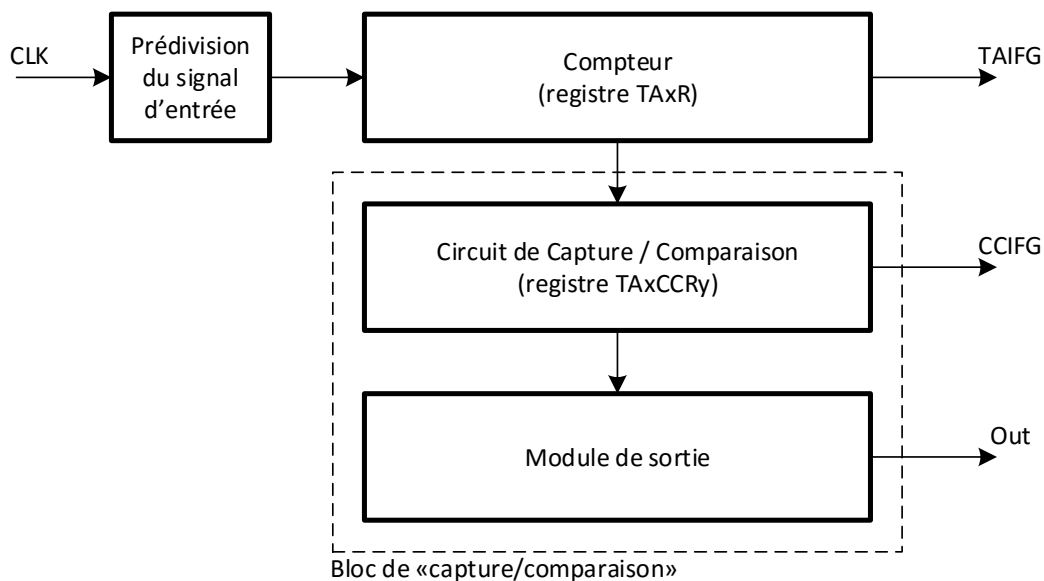 CLK
Prédivision
du signal
d’entrée
Compteur
(registre TAxR)
TAIFG
Circuit de Capture / Comparaison
(registre TAxCCRy)
CCIFG
Module de sortie
Out
Bloc de «capture/comparaison»